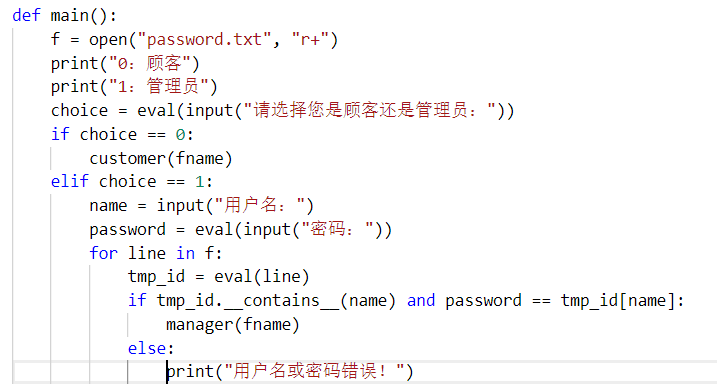 def main():
    f = open("password.txt", "r+")
    print("0：顾客")
    print("1：管理员")
    choice = eval(input("请选择您是顾客还是管理员："))
    if choice == 0:
        customer(fname)
    elif choice == 1:
        name = input("用户名：")
        password = eval(input("密码："))
        for line in f:
            tmp_id = eval(line)
            if tmp_id.__contains__(name) and password == tmp_id[name]:
                manager(fname)
            else:
                print("用户名或密码错误！")